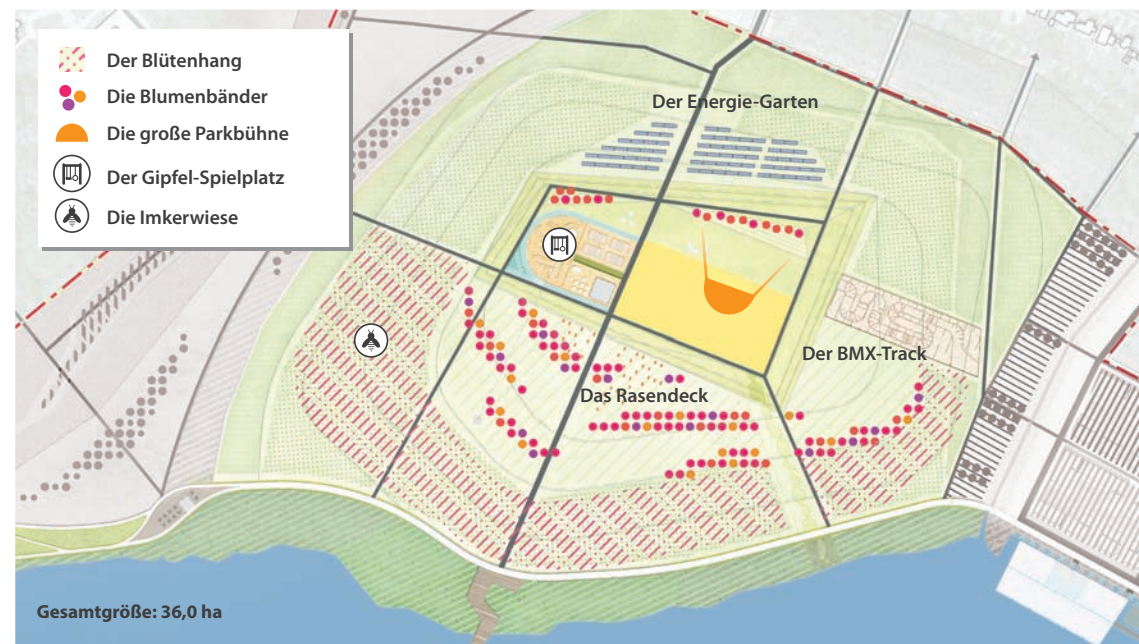 Der Blütenhang
Die Blumenbänder
Die große Parkbühne
Der Gipfel-Spielplatz
Die Imkerwiese
Der Energie-Garten
Der BMX-Track
Das Rasendeck
Gesamtgröße: 36,0 ha